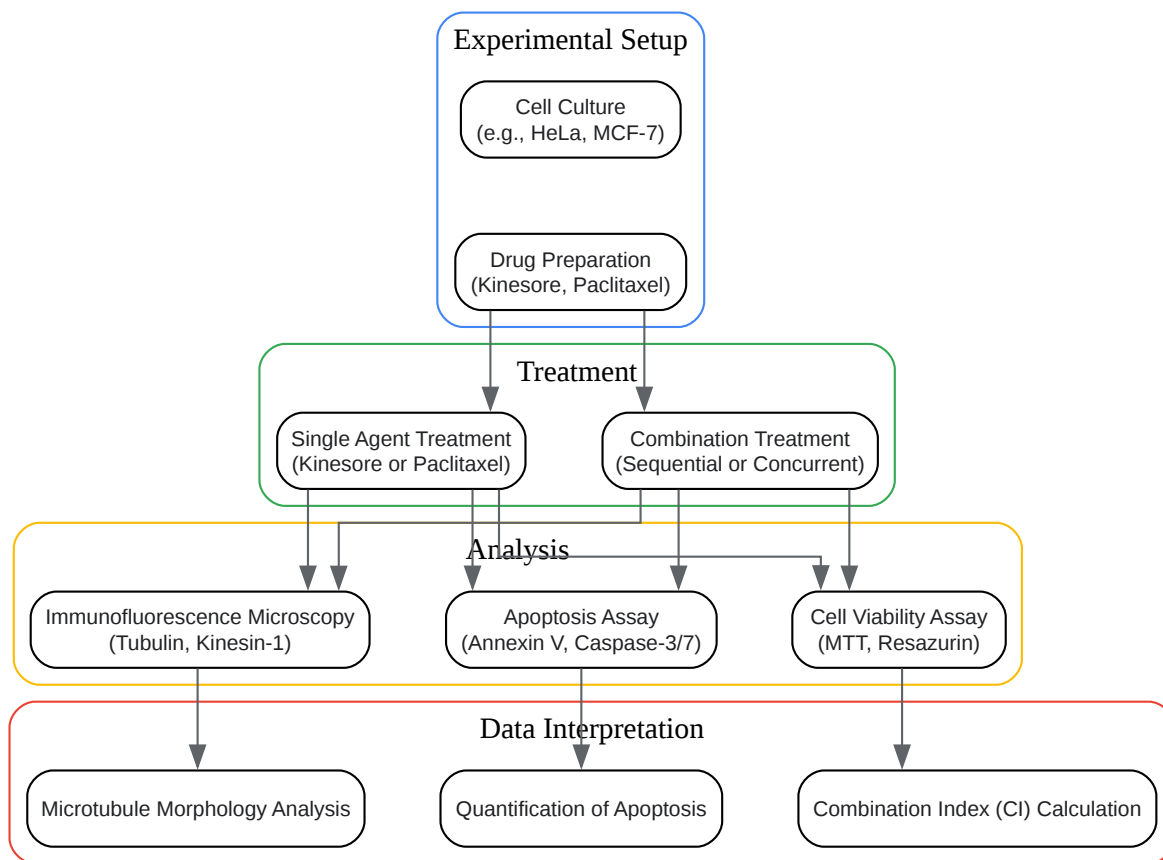 Experimental Setup
Cell Culture
(e.g., HeLa, MCF-7)
Drug Preparation
(Kinesore, Paclitaxel)
Treatment
Single Agent Treatment
(Kinesore or Paclitaxel)
Combination Treatment
(Sequential or Concurrent)
Analysis
Immunofluorescence Microscopy
(Tubulin, Kinesin-1)
Apoptosis Assay
(Annexin V, Caspase-3/7)
Cell Viability Assay
(MTT, Resazurin)
Data Interpretation
Microtubule Morphology Analysis
Quantification of Apoptosis
Combination Index (CI) Calculation